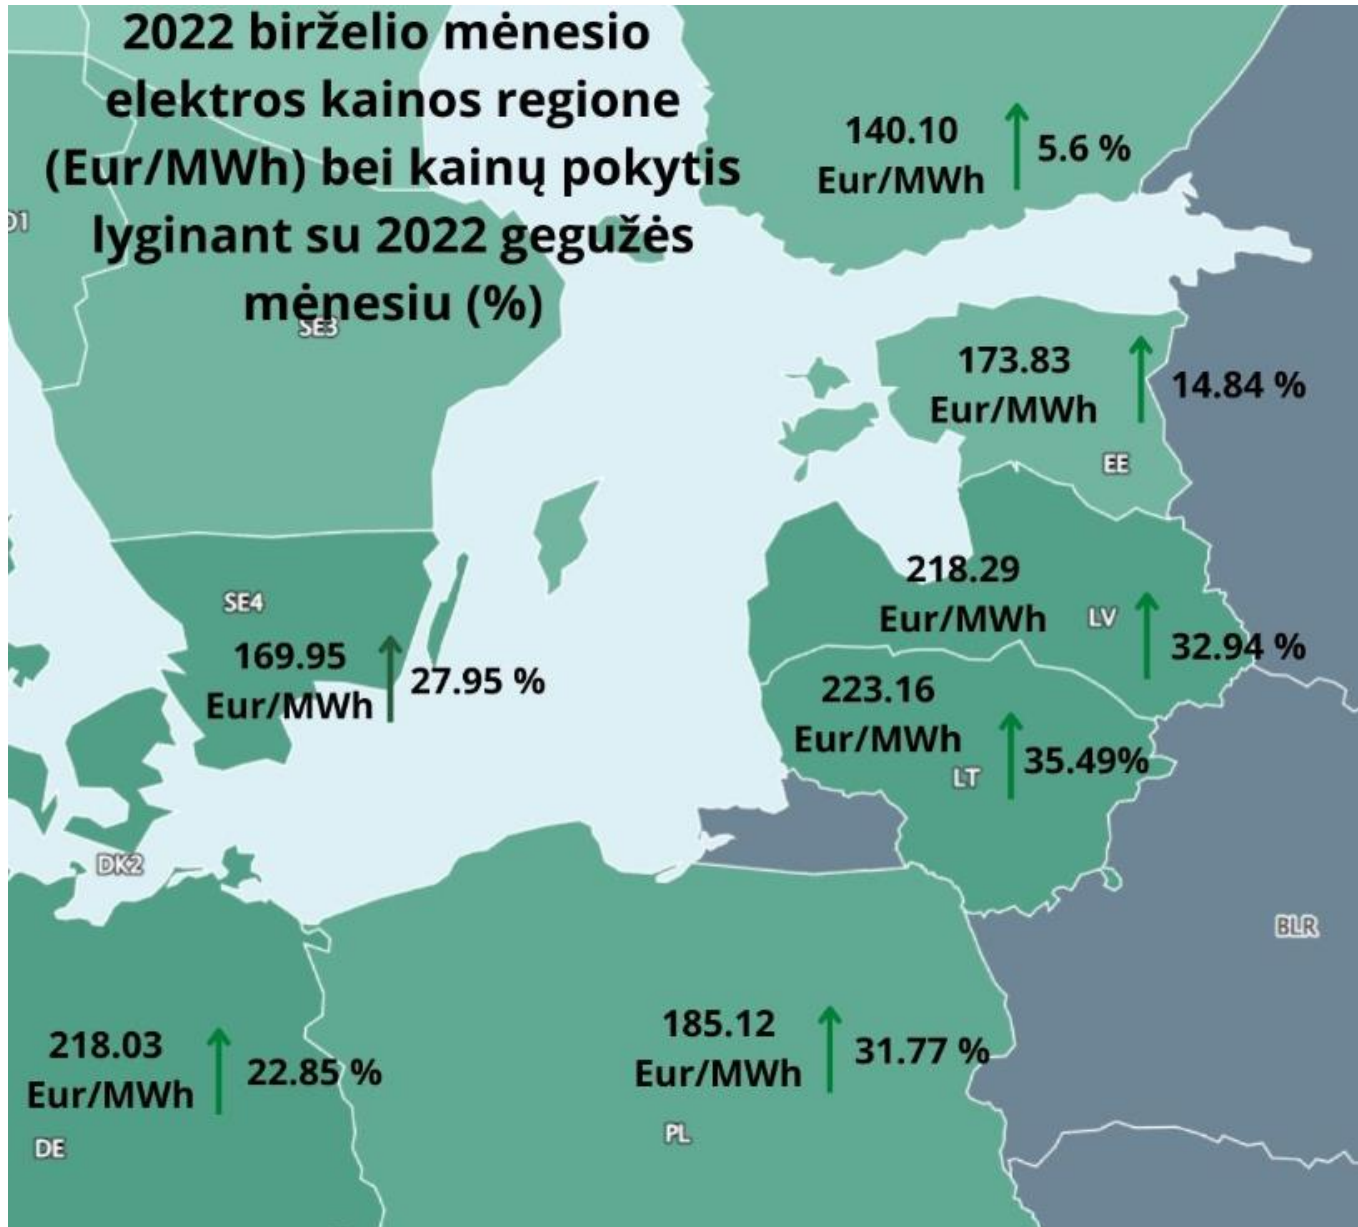 2022 birželio mėnesio
elektros kainos regione
(Eur/MWh) bei kainų pokytis
lyginant su 2022 gegužės
mėnesiu (%)
SE3
140.10
Eur/MWh
5.6 %
173.83
Eur/MWh
14.84 %
EE
218.29
Eur/MWh
LV
32.94 %
SE4
169.95
Eur/MWh
27.95 %
223.16
Eur/MWh
35.49%
LT
DK2
BLR
218.03
Eur/MWh
22.85 %
DE
185.12
Eur/MWh
31.77 %
PL